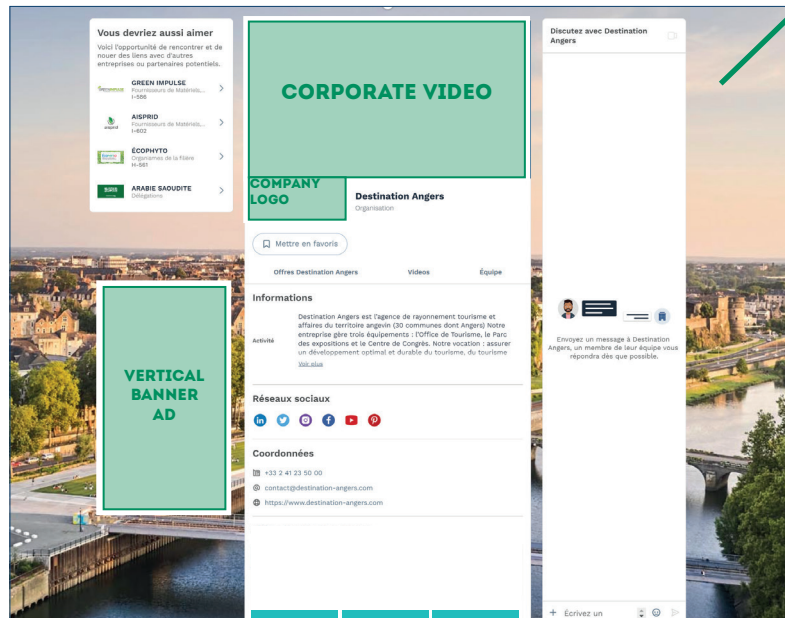 Vous devriez aussi aimer
Voici l'opportunité de rencontrer et de
nouer des liens avec d'autres
entreprises ou partenaires potentiels.
GREEN IMPULSE
Fournisseurs de Matériels,...
I-586
AISPRID
Fournisseurs de Matériels,...
I-602
ÉCOPHYTO
Organismes de la filière
H-561
ARABIE SAOUDITE
Délégations
VERTICAL
BANNER
AD
CORPORATE VIDEO
COMPANY
LOGO
Destination Angers
Organisation
Mettre en favoris
Offres Destination Angers Videos Équipe
Informations
Activité
Destination Angers est l'agence de rayonnement tourisme et
affaires du territoire angevin (30 communes dont Angers) Notre
entreprise gère trois équipements : l'Office de Tourisme, le Parc
des expositions et le Centre de Congrés. Notre vocation : assurer
un développement optimal et durable du tourisme, du tourisme
Voir plus
Réseaux sociaux
Coordonnées
+33 2 41 23 50 00
contact@destination-angers.com
https://www.destination-angers.com
Discutez avec Destination
Angers
Envoyez un message à Destination
Angers, un membre de leur équipe vous
répondra dès que possible.
+ Écrivez un